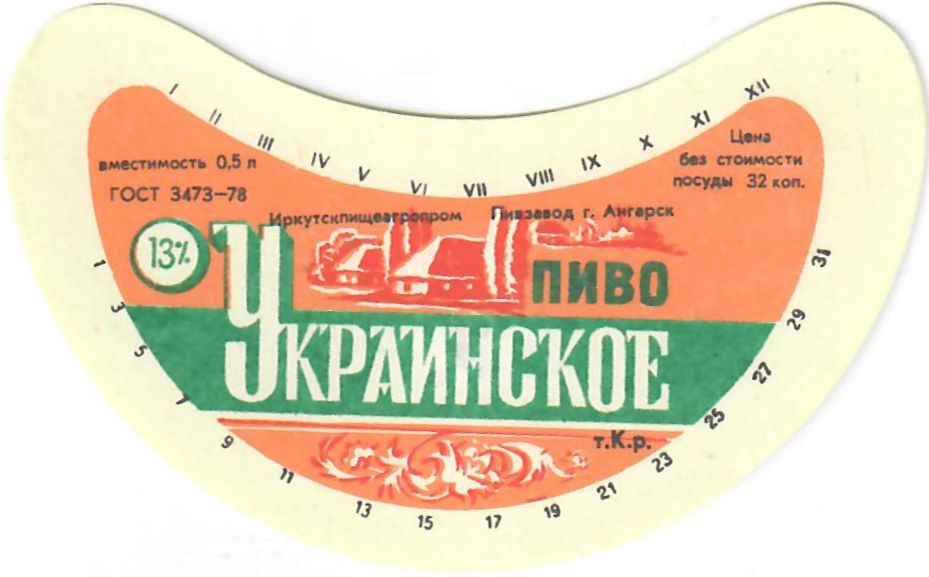 I II III IV V VI VII VIII IX X XI XII
вместимость 0,5 л
ГОСТ 3473—78
Цена
без стоимости
посуды 32 коп.
Иркутскпищеагропром Пивзавод г. Ангарск
13%
ПИВО
УКРАИНСКОЕ
т.К.р.
1 3 5 7 9 11 13 15 17 19 21 23 25 27 29 31